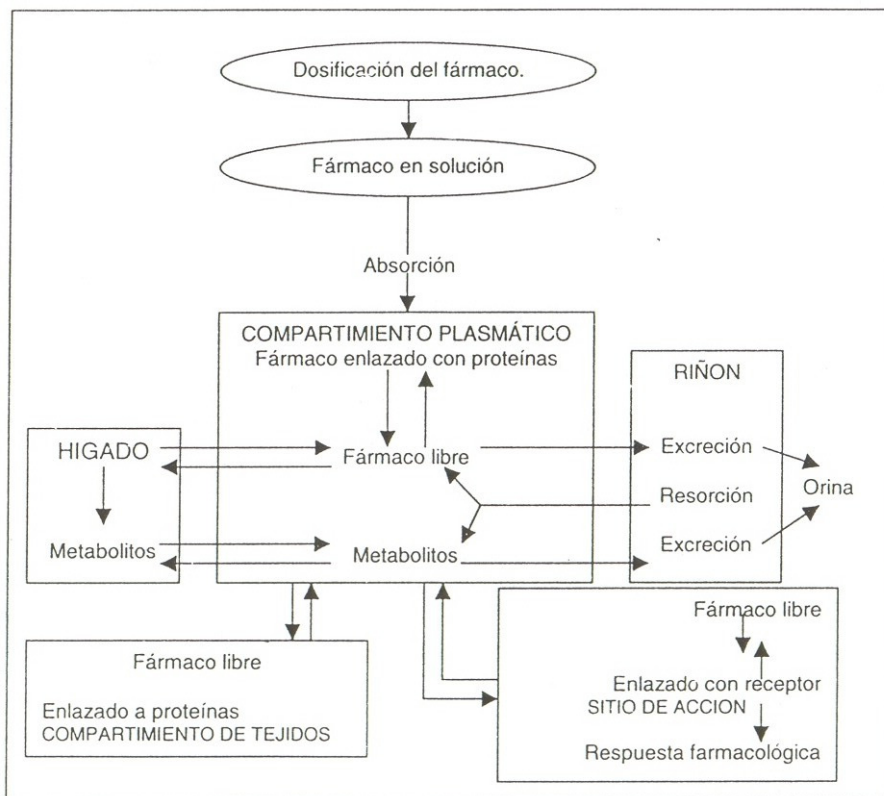 Dosificación del fármaco.
Fármaco en solución
Absorción
COMPARTIMIENTO PLASMÁTICO
Fármaco enlazado con proteínas
Fármaco libre
Metabolitos
HIGADO
Metabolitos
RIÑON
Excreción
Resorción
Excreción
Orina
Fármaco libre
Enlazado a proteínas
COMPARTIMIENTO DE TEJIDOS
Fármaco libre
Enlazado con receptor
SITIO DE ACCION
Respuesta farmacológica